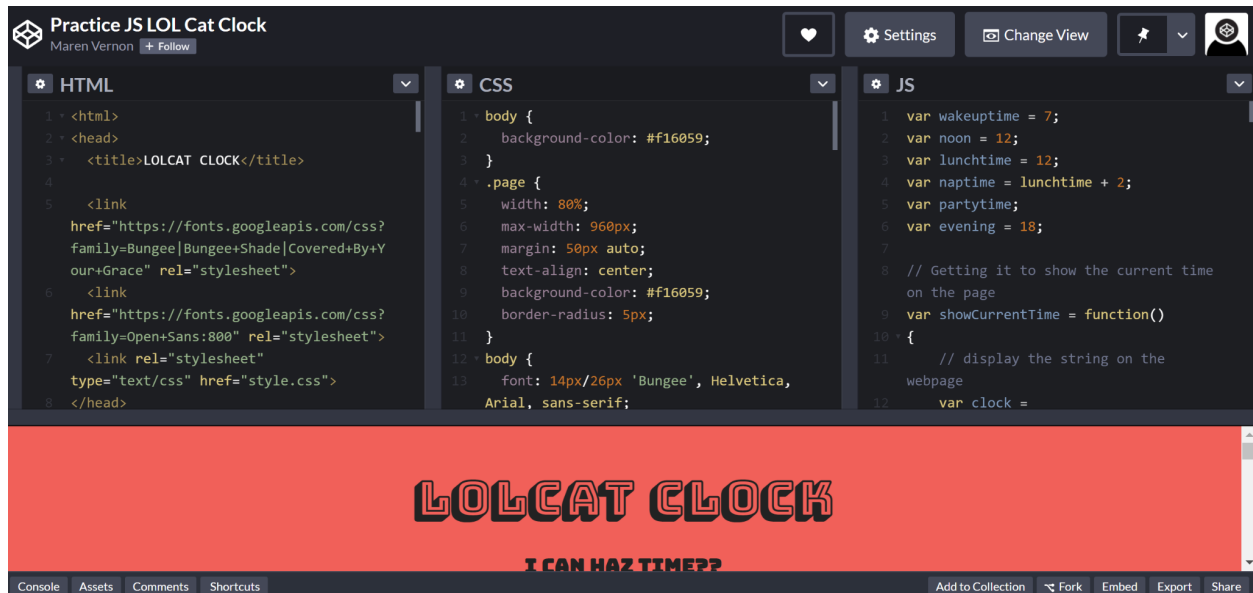 Practice JS LOL Cat Clock
Maren Vernon + Follow
Settings
Change View
HTML
1 <html>
2 <head>
3 <title>LOLCAT CLOCK</title>
4
5 <link
href="https://fonts.googleapis.com/css?
family=Bungee|Bungee+Shade|Covered+By+Y
our+Grace" rel="stylesheet">
6 <link
href="https://fonts.googleapis.com/css?
family=Open+Sans:800" rel="stylesheet">
7 <link rel="stylesheet"
type="text/css" href="style.css">
8 </head>
CSS
1 body {
2 background-color: #f16059;
3 }
4 .page {
5 width: 80%;
6 max-width: 960px;
7 margin: 50px auto;
8 text-align: center;
9 background-color: #f16059;
10 border-radius: 5px;
11 }
12 body {
13 font: 14px/26px 'Bungee', Helvetica,
Arial, sans-serif;
JS
1 var wakeuptime = 7;
2 var noon = 12;
3 var lunchtime = 12;
4 var naptime = lunchtime + 2;
5 var partytime;
6 var evening = 18;
7
8 // Getting it to show the current time
on the page
9 var showCurrentTime = function()
10 {
11 // display the string on the
webpage
12 var clock =
LOLCAT CLOCK
I CAN HAZ TIME??
Console Assets Comments Shortcuts
Add to Collection Fork Embed Export Share